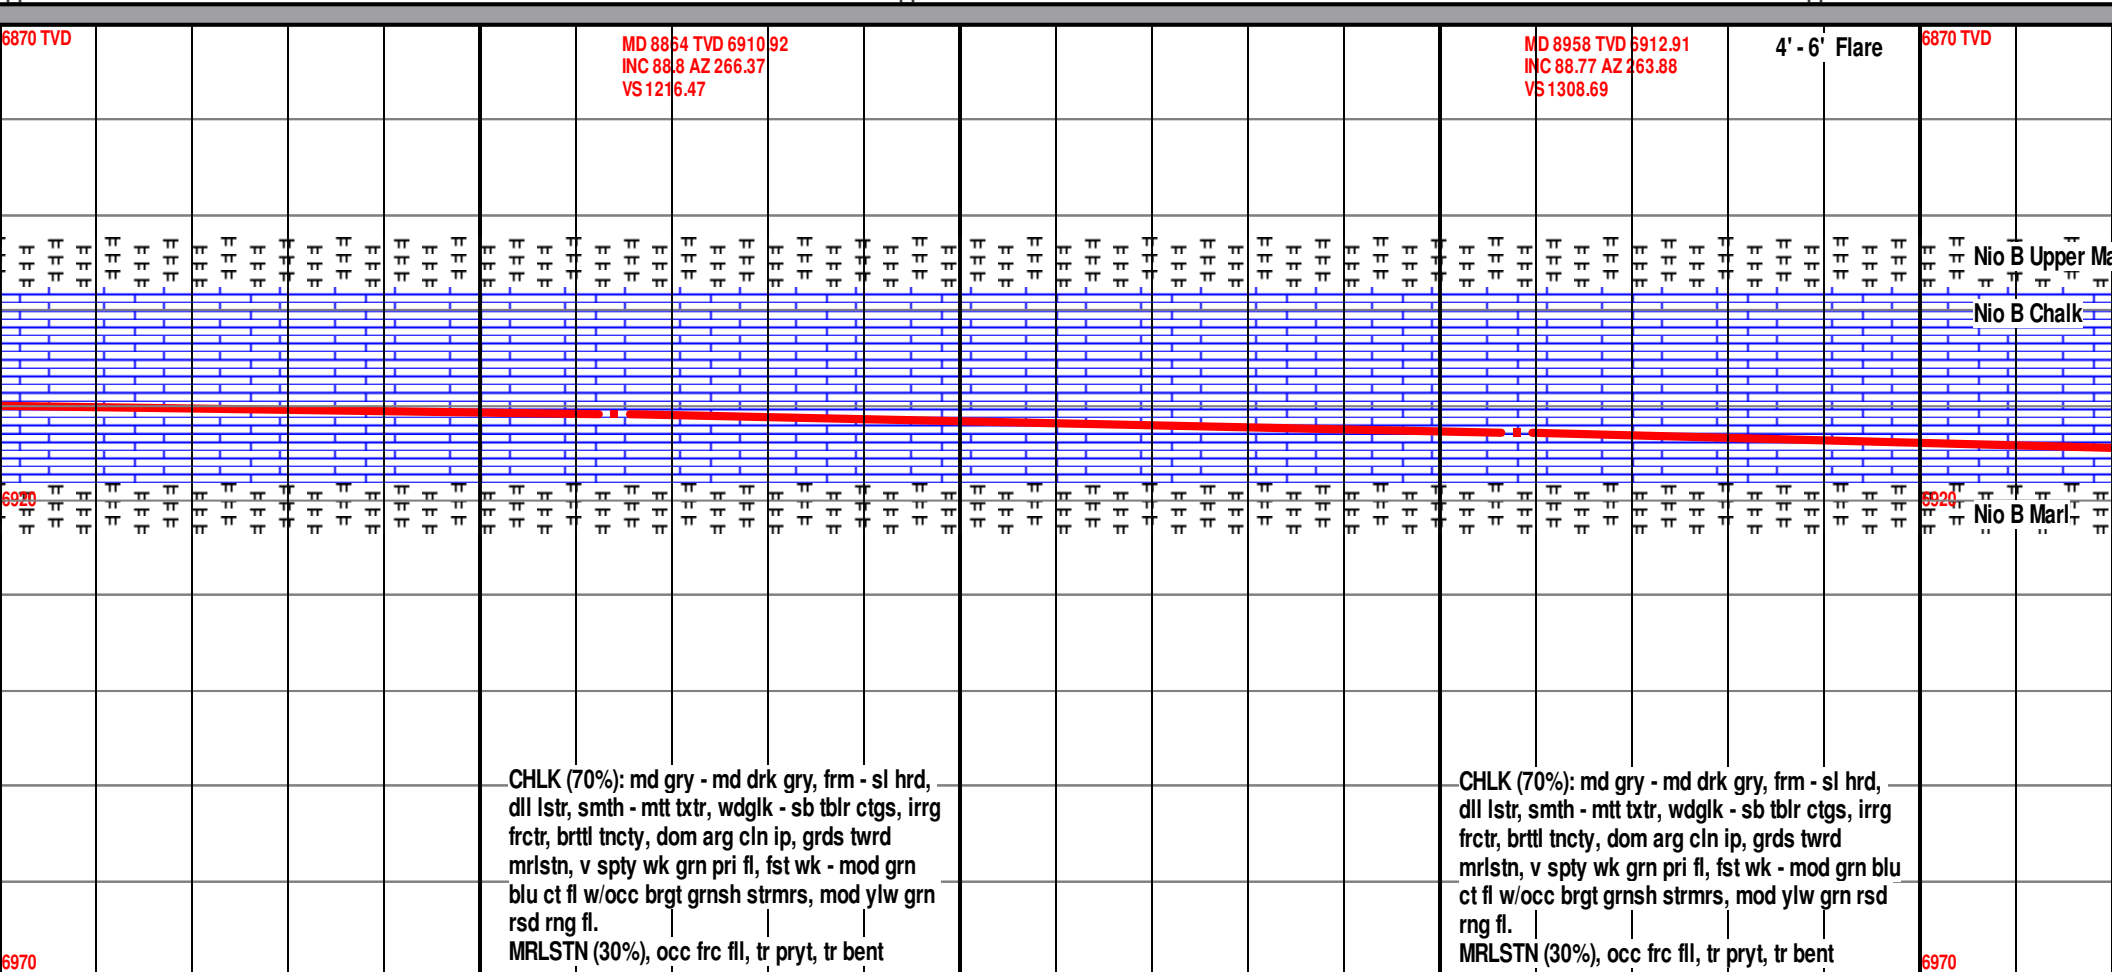 6870 TVD
MD 8864 TVD 6910.92
INC 88.8 AZ 266.37
VS 1216.47
MD 8958 TVD 6912.91
INC 88.77 AZ 263.88
VS 1308.69
4' - 6' Flare
6870 TVD
Nio B Upper Ma
Nio B Chalk
6920
6920
Nio B Marl
CHLK (70%): md gry - md drk gry, frm - sl hrd,
dll lstr, smth - mtt txtr, wdglk - sb tblr ctgs, irrg
frctr, brttl tncty, dom arg cln ip, grds twrd
mrlstn, v spty wk grn pri fl, fst wk - mod grn
blu ct fl w/occ brgt grnsh strmrs, mod ylw grn
rsd rng fl.
MRLSTN (30%), occ frc fll, tr pryt, tr bent
CHLK (70%): md gry - md drk gry, frm - sl hrd,
dll lstr, smth - mtt txtr, wdglk - sb tblr ctgs, irrg
frctr, brttl tncty, dom arg cln ip, grds twrd
mrlstn, v spty wk grn pri fl, fst wk - mod grn blu
ct fl w/occ brgt grnsh strmrs, mod ylw grn rsd
rng fl.
MRLSTN (30%), occ frc fll, tr pryt, tr bent
6970
6970